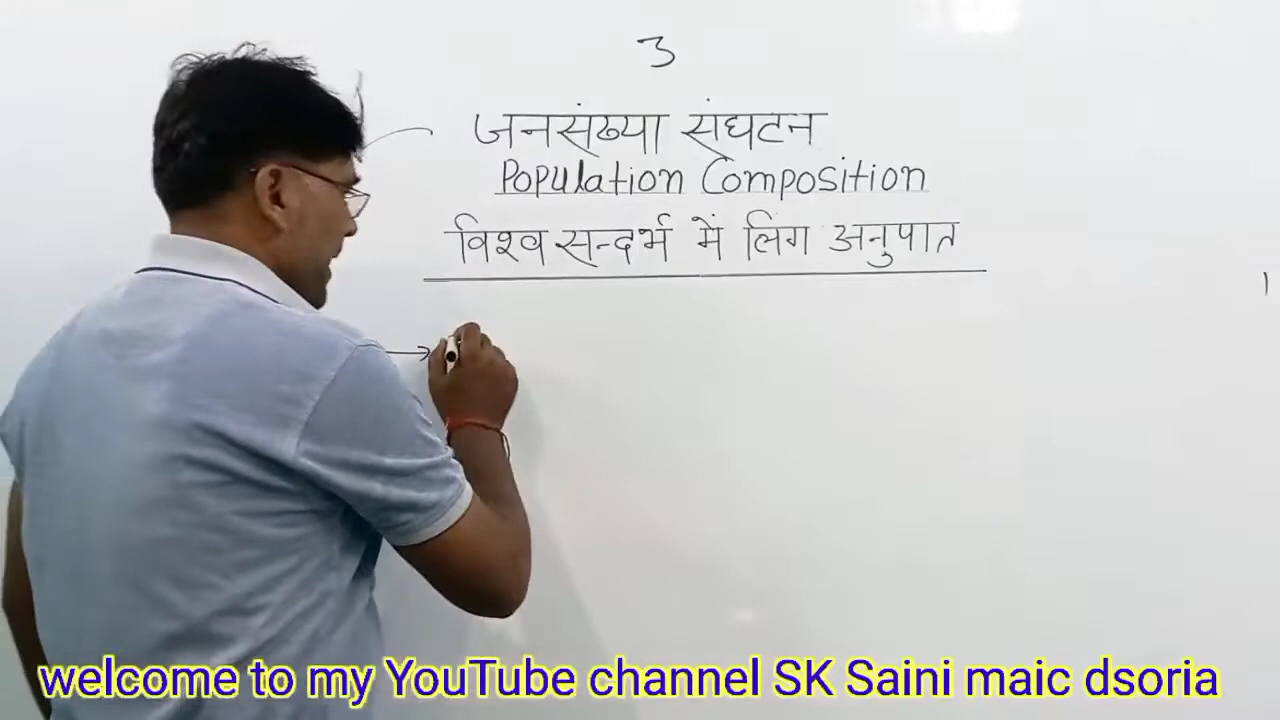 3
जनसंख्या संघटन
Population Composition
विश्व सन्दर्भ में लिंग अनुपात
welcome to my YouTube channel SK Saini maic dsoria